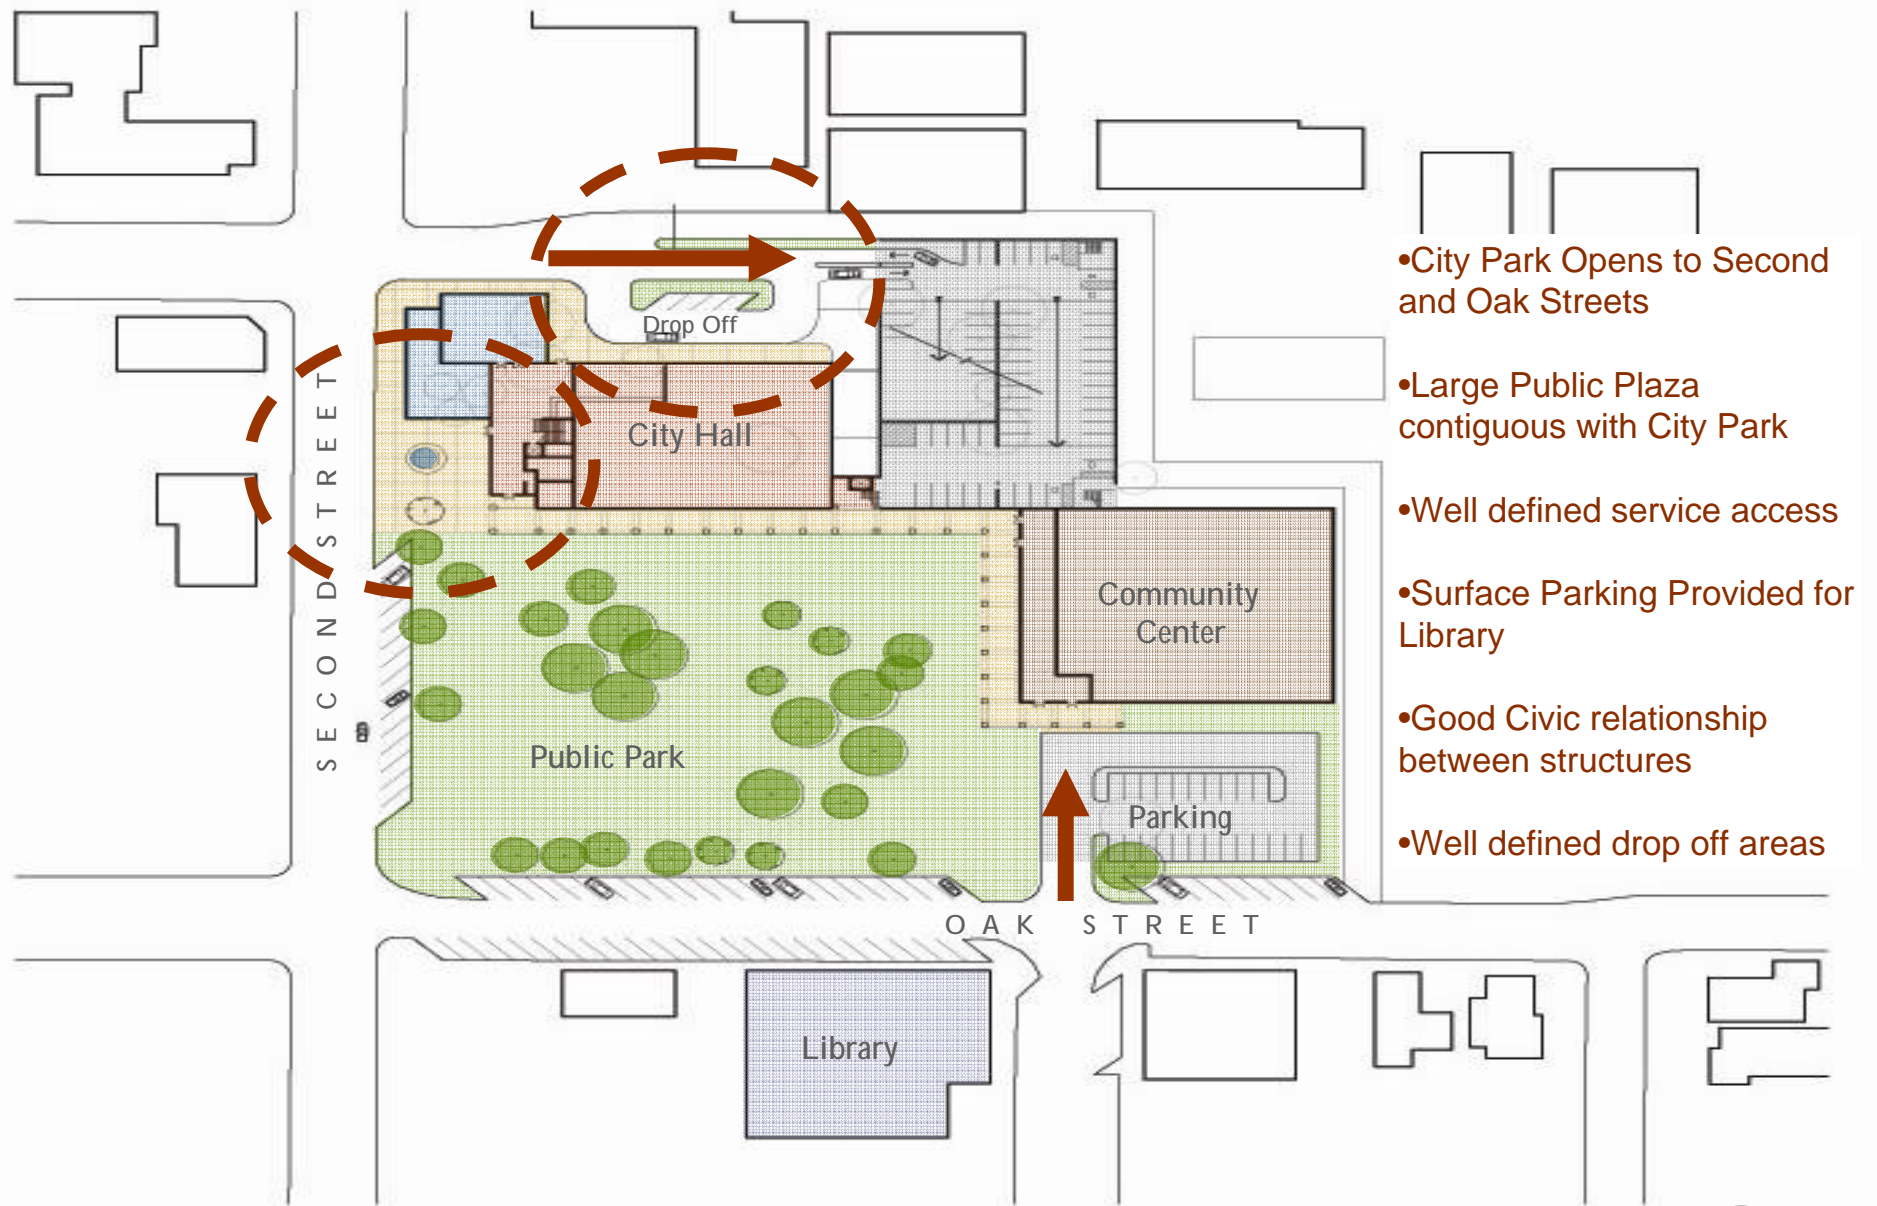 Drop Off
City Hall
SECOND STREET
Community
Center
Public Park
Parking
OAK STREET
Library
•City Park Opens to Second
and Oak Streets
•Large Public Plaza
contiguous with City Park
•Well defined service access
•Surface Parking Provided for
Library
•Good Civic relationship
between structures
•Well defined drop off areas